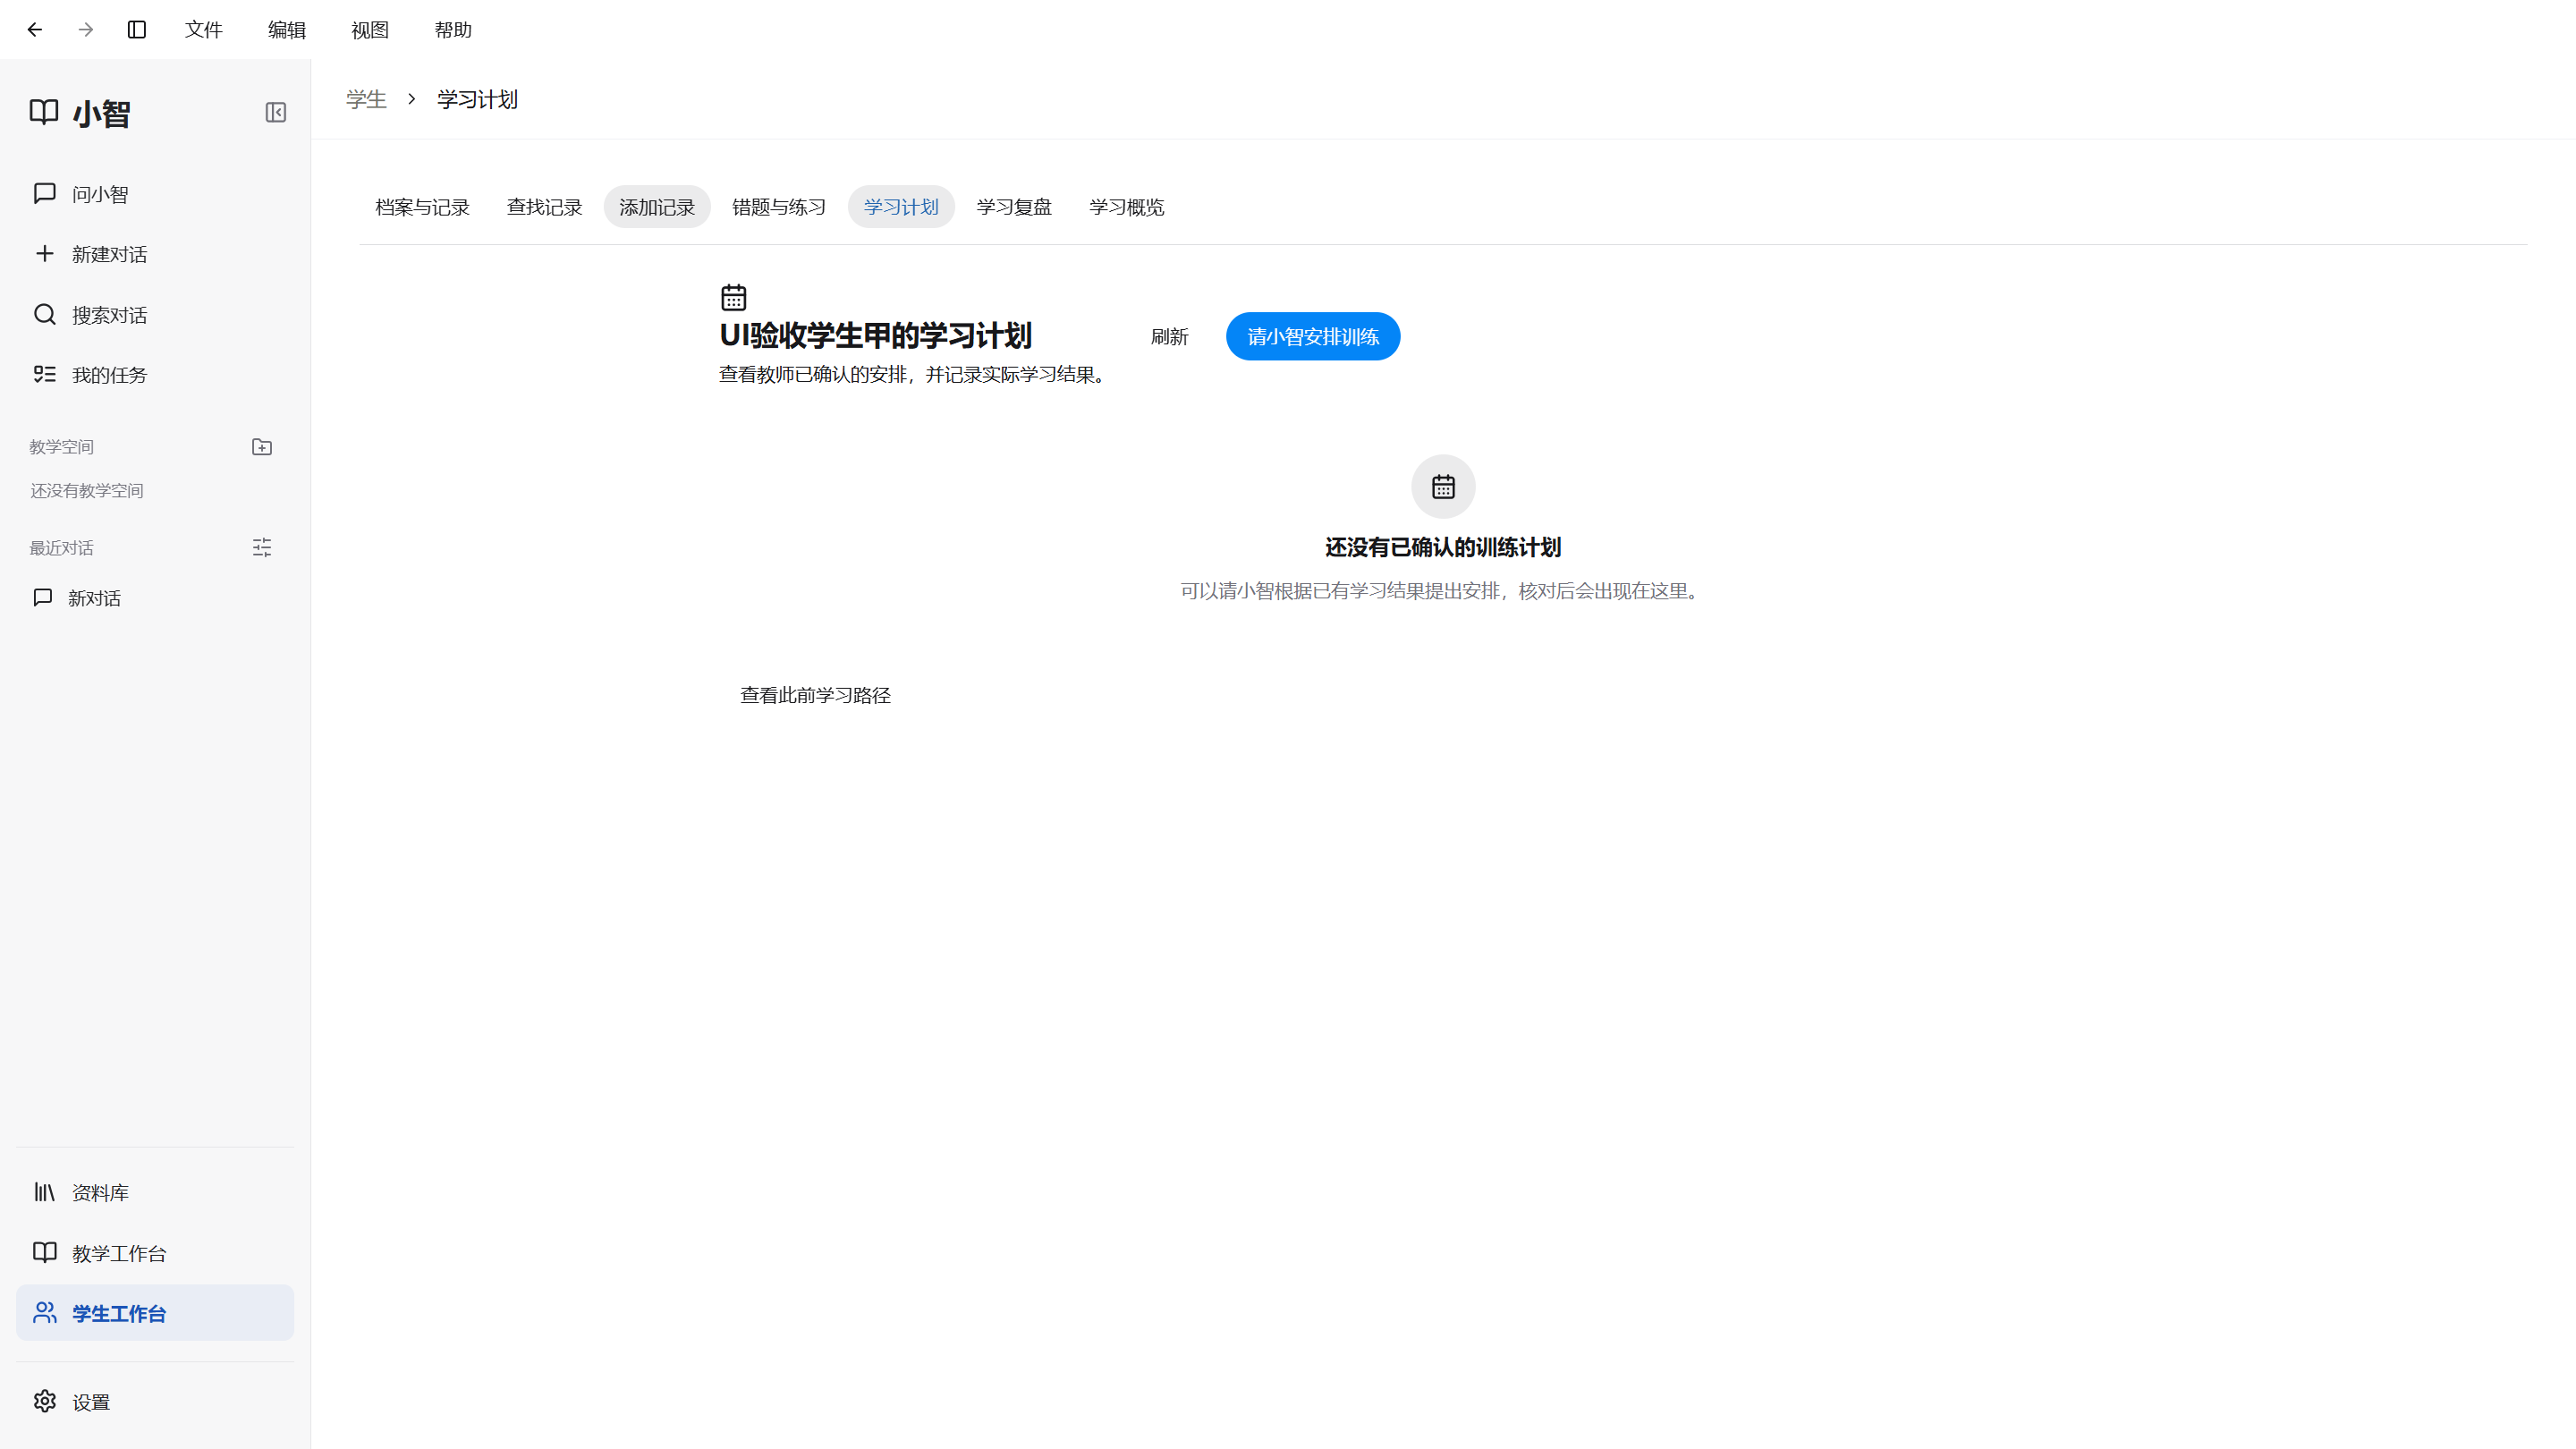 文件 编辑 视图 帮助
小智
问小智
新建对话
搜索对话
我的任务
教学空间
还没有教学空间
最近对话
新对话
资料库
教学工作台
学生工作台
设置
学生 > 学习计划
档案与记录 查找记录 添加记录 错题与练习 学习计划 学习复盘 学习概览
UI验收学生甲的学习计划
查看教师已确认的安排，并记录实际学习结果。
刷新 请小智安排训练
还没有已确认的训练计划
可以请小智根据已有学习结果提出安排，核对后会出现在这里。
查看此前学习路径